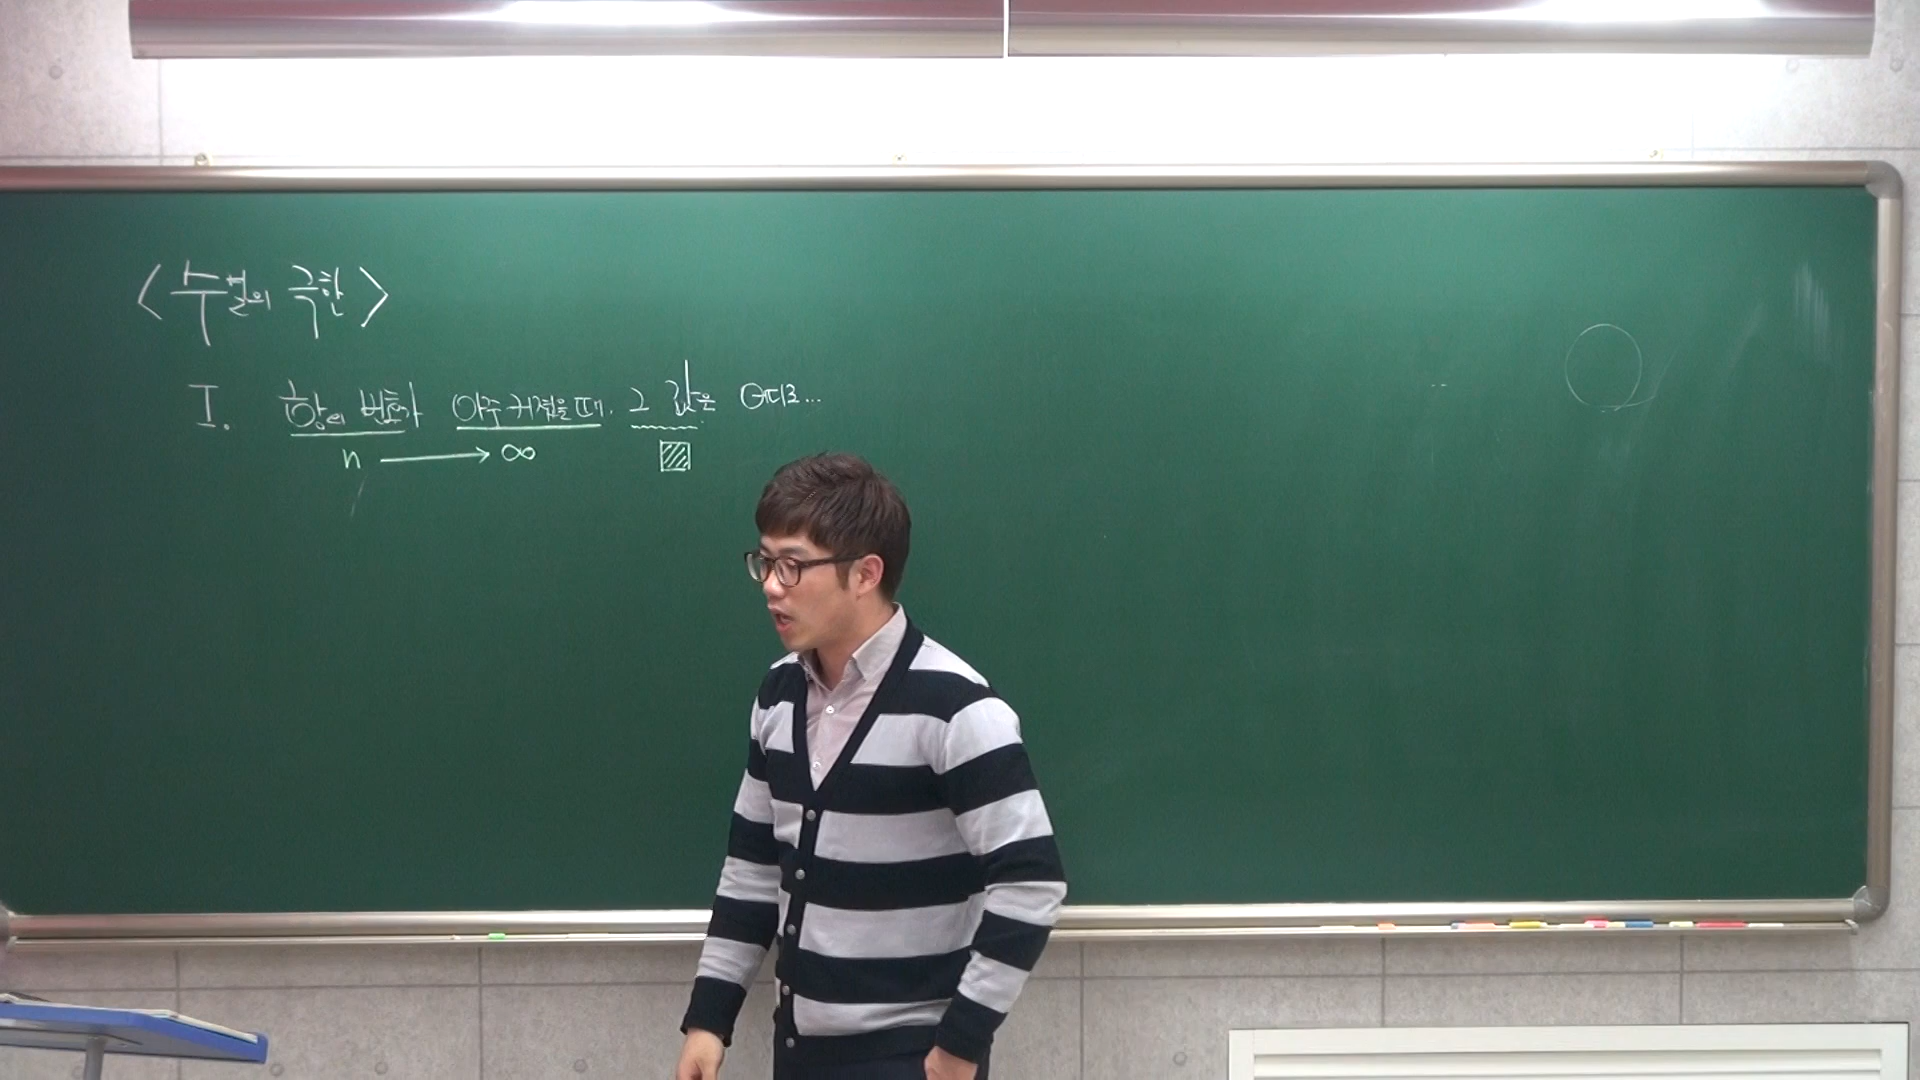 <수열의 극한>
I. 항의 번호가 아주 커졌을 때, 그 값은 어디로...
n → ∞